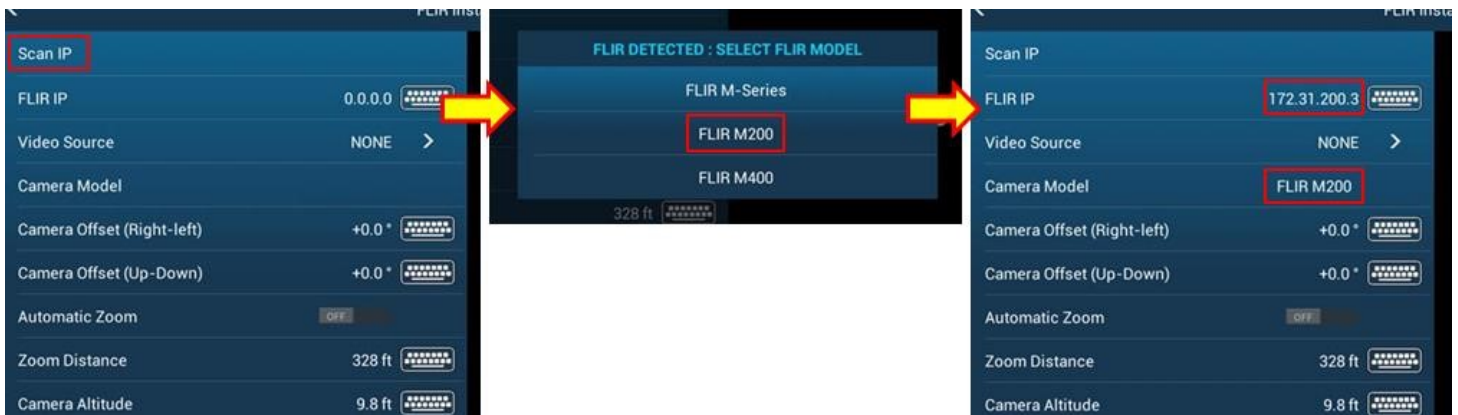 FLIR Insta
Scan IP
FLIR IP 0.0.0.0
Video Source NONE >
Camera Model
Camera Offset (Right-left) +0.0 °
Camera Offset (Up-Down) +0.0 °
Automatic Zoom OFF
Zoom Distance 328 ft
Camera Altitude 9.8 ft
FLIR DETECTED : SELECT FLIR MODEL
FLIR M-Series
FLIR M200
FLIR M400
328 ft
FLIR Insta
Scan IP
FLIR IP 172.31.200.3
Video Source NONE >
Camera Model FLIR M200
Camera Offset (Right-left) +0.0 °
Camera Offset (Up-Down) +0.0 °
Automatic Zoom OFF
Zoom Distance 328 ft
Camera Altitude 9.8 ft